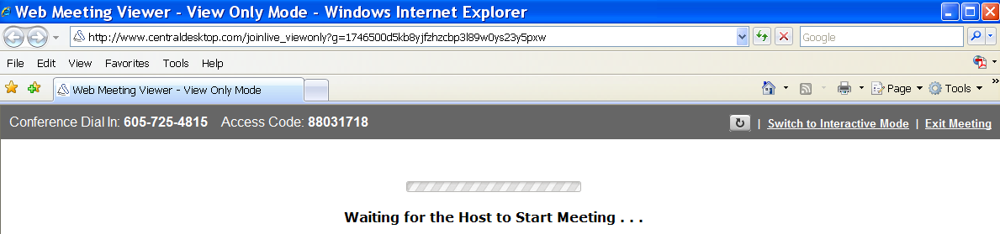 Web Meeting Viewer - View Only Mode - Windows Internet Explorer
http://www.centraldesktop.com/joinlive_viewonly?g=1746500d5kb8yjfzhzcbp3l89w0ys23y5pxw
Google
File Edit View Favorites Tools Help
Web Meeting Viewer - View Only Mode
Page Tools
Conference Dial In: 605-725-4815 Access Code: 88031718
| Switch to Interactive Mode | Exit Meeting
Waiting for the Host to Start Meeting . . .